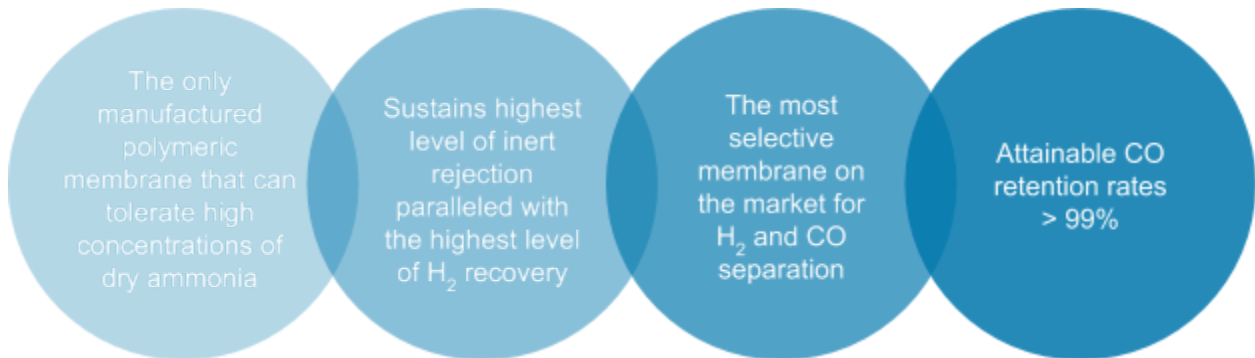 The only
manufactured
polymeric
membrane that can
tolerate high
concentrations of
dry ammonia
Sustains highest
level of inert
rejection
paralleled with
the highest level
of H₂ recovery
The most
selective
membrane on
the market for
H₂ and CO
separation
Attainable CO
retention rates
> 99%